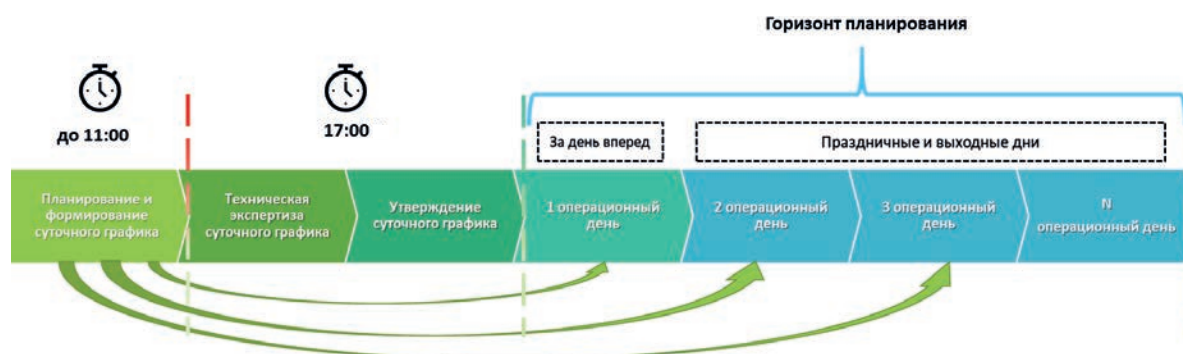 Горизонт планирования
до 11:00
17:00
За день вперед
Праздничные и выходные дни
Планирование и
формирование
суточного графика
Техническая
экспертиза
суточного графика
Утверждение
суточного графика
1 операционный
день
2 операционный
день
3 операционный
день
N
операционный день